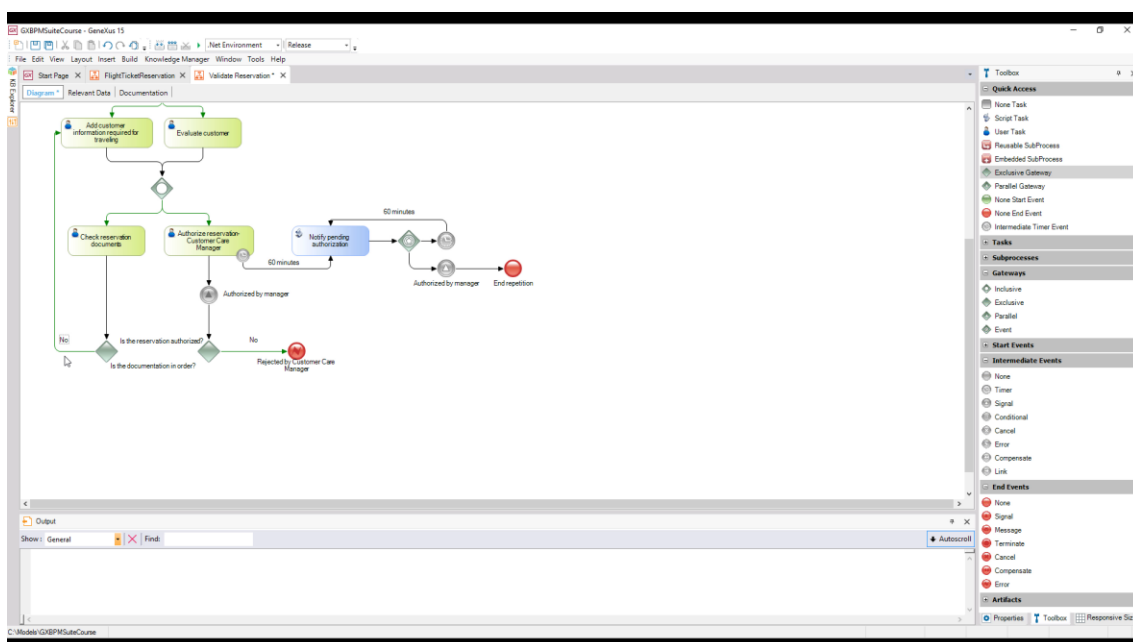 GXBPMSuiteCourse - GeneXus 15
.Net Environment
Release
File Edit View Layout Insert Build Knowledge Manager Window Tools Help
KB Explorer
Start Page
FlightTicketReservation
Validate Reservation *
Diagram *
Relevant Data
Documentation
Add customer
information required for
traveling
Evaluate customer
Check reservation
documents
Authorize reservation-
Customer Care
Manager
60 minutes
Notify pending
authorization
60 minutes
Authorized by manager
End repetition
Authorized by manager
No
Is the reservation authorized?
No
Is the documentation in order?
Rejected by Customer Care
Manager
Toolbox
Quick Access
None Task
Script Task
User Task
Reusable SubProcess
Embedded SubProcess
Exclusive Gateway
Parallel Gateway
None Start Event
None End Event
Intermediate Timer Event
Tasks
Subprocesses
Gateways
Inclusive
Exclusive
Parallel
Event
Start Events
Intermediate Events
None
Timer
Signal
Conditional
Cancel
Error
Compensate
Link
End Events
None
Signal
Message
Terminate
Cancel
Compensate
Error
Artifacts
Properties
Toolbox
Responsive Siz
Output
Show: General
Find:
Autoscroll
C:\Models\GXBPMSuiteCourse